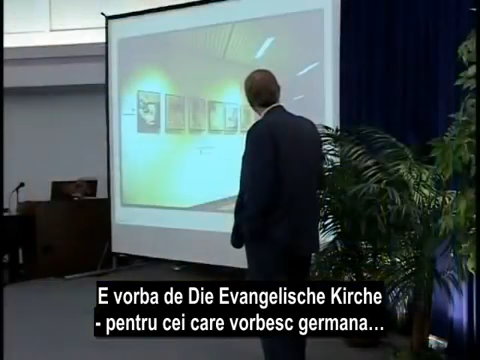 E vorba de Die Evangelische Kirche
- pentru cei care vorbesc germana...